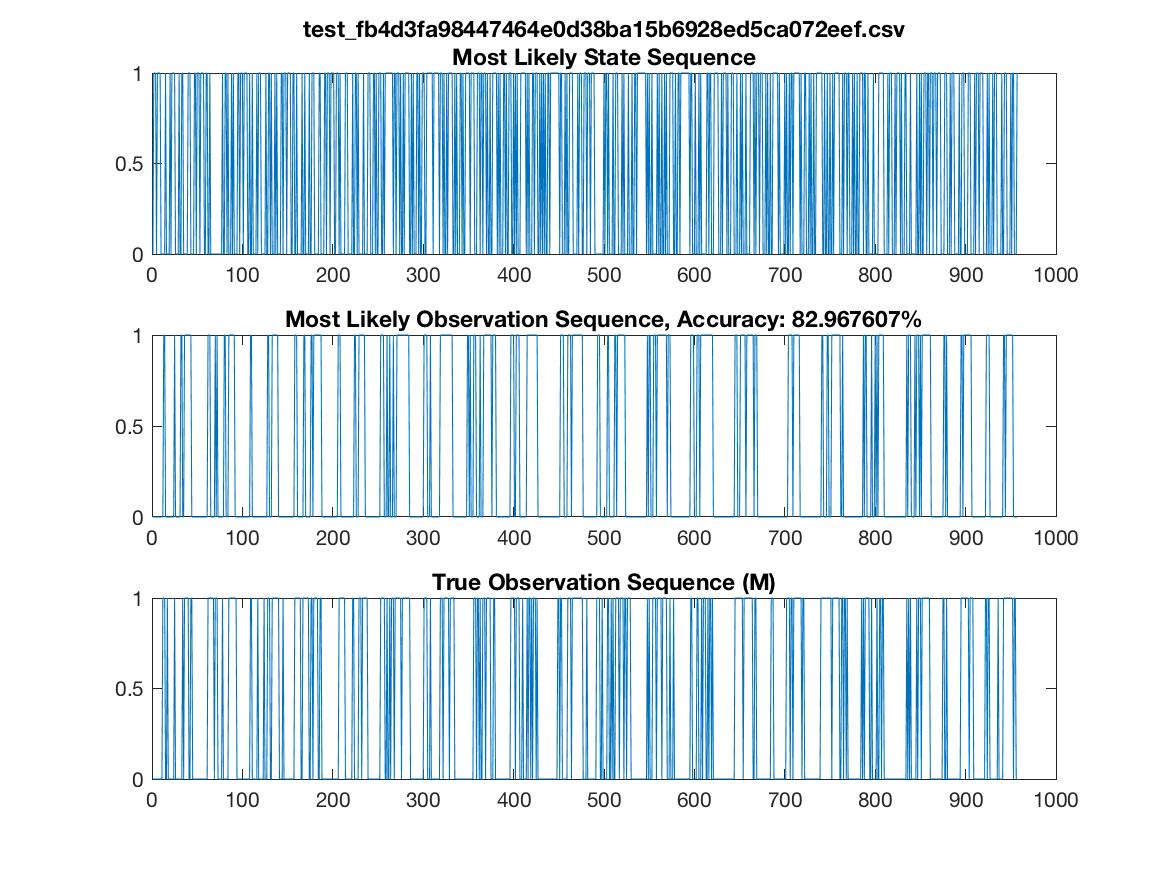 test_fb4d3fa98447464e0d38ba15b6928ed5ca072eef.csv
Most Likely State Sequence
1
0.5
0
0 100 200 300 400 500 600 700 800 900 1000
Most Likely Observation Sequence, Accuracy: 82.967607%
1
0.5
0
0 100 200 300 400 500 600 700 800 900 1000
True Observation Sequence (M)
1
0.5
0
0 100 200 300 400 500 600 700 800 900 1000